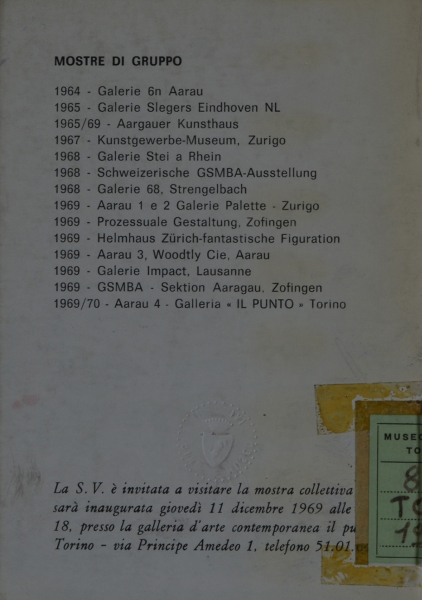 MOSTRE DI GRUPPO
1964 - Galerie 6n Aarau
1965 - Galerie Slegers Eindhoven NL
1965/69 - Aargauer Kunsthaus
1967 - Kunstgewerbe-Museum, Zurigo
1968 - Galerie Stei a Rhein
1968 - Schweizerische GSMBA-Ausstellung
1968 - Galerie 68, Strengelbach
1969 - Aarau 1 e 2 Galerie Palette - Zurigo
1969 - Prozessuale Gestaltung, Zofingen
1969 - Helmhaus Zürich-fantastische Figuration
1969 - Aarau 3, Woodtly Cie, Aarau
1969 - Galerie Impact, Lausanne
1969 - GSMBA - Sektion Aaragau, Zofingen
1969/70 - Aarau 4 - Galleria « IL PUNTO » Torino
La S. V. è invitata a visitare la mostra collettiva
sarà inaugurata giovedì 11 dicembre 1969 alle
18, presso la galleria d'arte contemporanea il pu
Torino - via Principe Amedeo 1, telefono 51.01.
MUSE
TO
8
TO
19